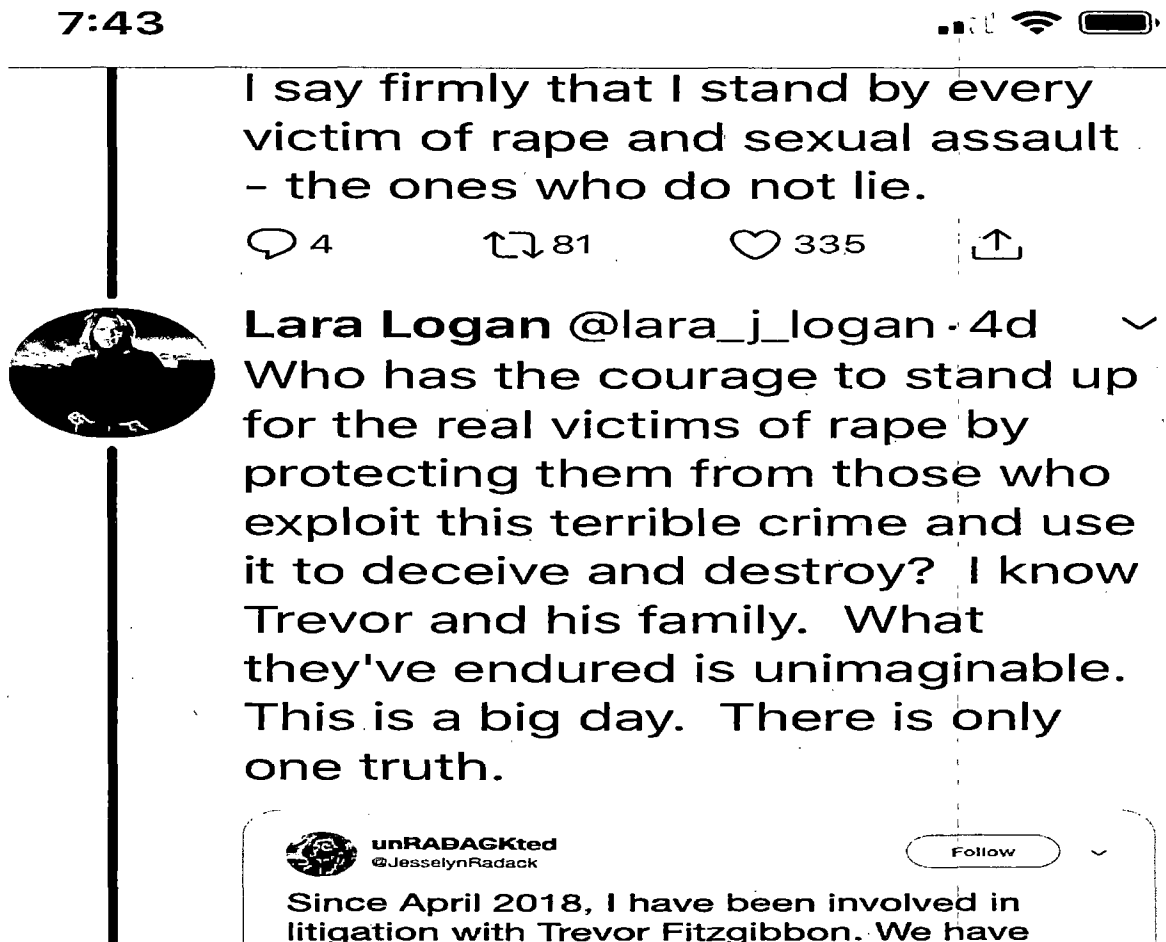 7:43
I say firmly that I stand by every
victim of rape and sexual assault
– the ones who do not lie.
4 81 335
Lara Logan @lara_j_logan · 4d
Who has the courage to stand up
for the real victims of rape by
protecting them from those who
exploit this terrible crime and use
it to deceive and destroy?  I know
Trevor and his family.  What
they've endured is unimaginable.
This is a big day.  There is only
one truth.
unRADAGKted
@JesselynRadack
Follow
Since April 2018, I have been involved in
litigation with Trevor Fitzgibbon. We have